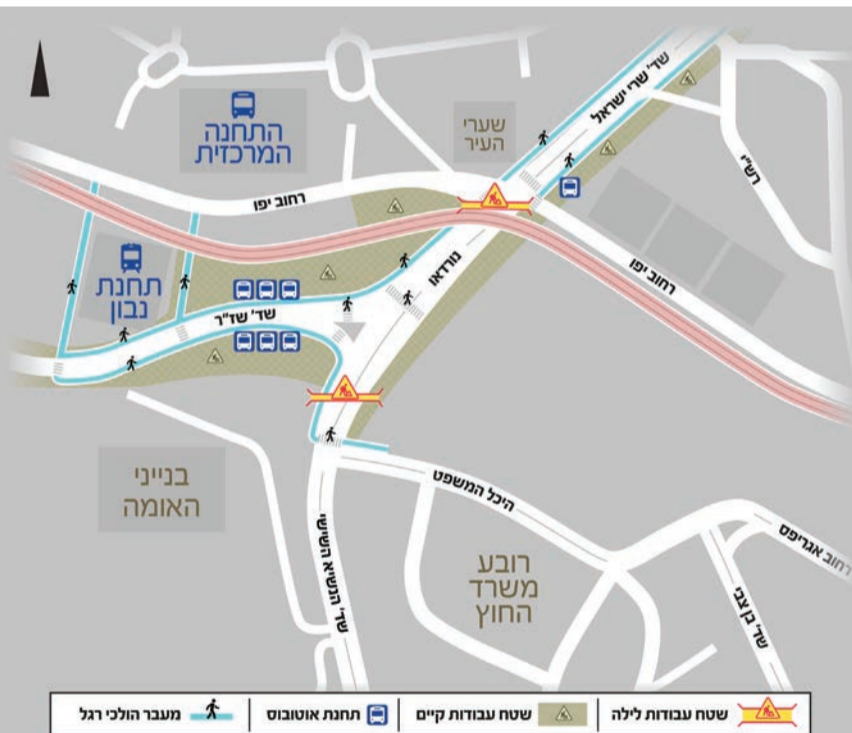 שד' שרי ישראל
התחנה
המרכזית
שערי
העיר
רש"י
רחוב יפו
נורדאו
רחוב יפו
תחנת
נבון
שד' שז"ר
בנייני
האומה
היכל המשפט
רחוב אגריפס
שד' הנשיא השישי
רובע
משרד
החוץ
שד' בן צבי
שטח עבודות לילה
שטח עבודות קיים
תחנת אוטובוס
מעבר הולכי רגל